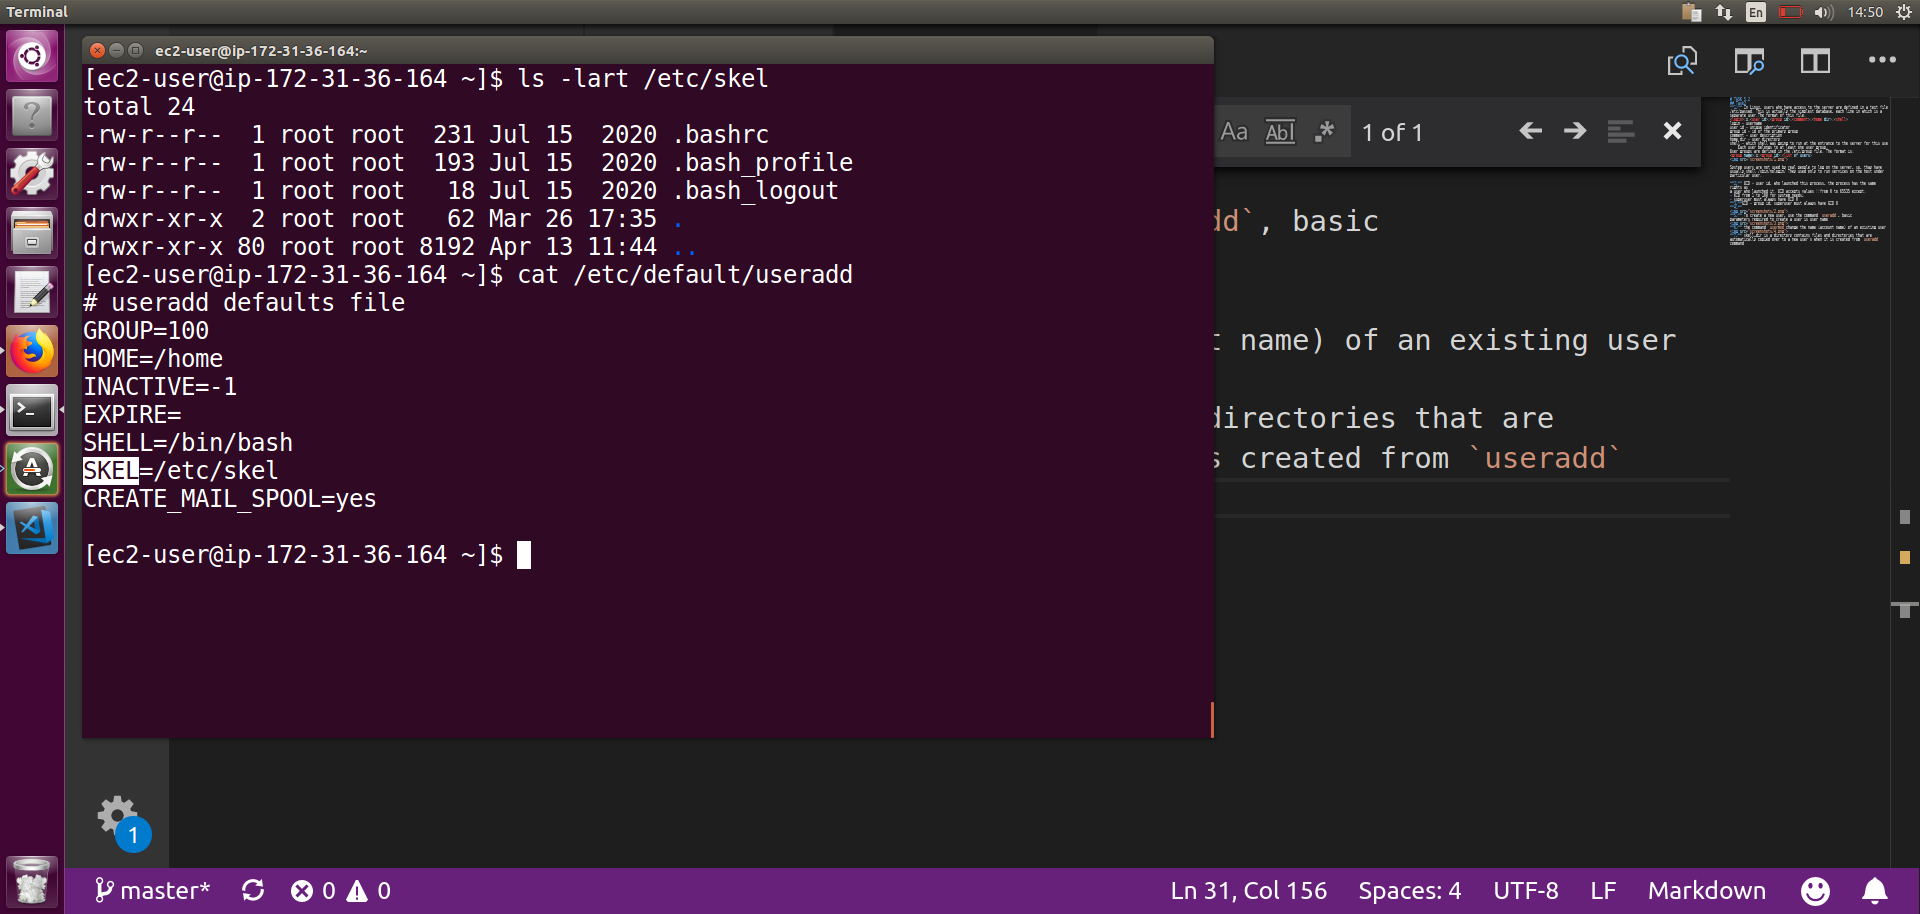 Terminal
En
14:50
ec2-user@ip-172-31-36-164:~
[ec2-user@ip-172-31-36-164 ~]$ ls -lart /etc/skel
total 24
-rw-r--r--  1 root root  231 Jul 15  2020 .bashrc
-rw-r--r--  1 root root  193 Jul 15  2020 .bash_profile
-rw-r--r--  1 root root   18 Jul 15  2020 .bash_logout
drwxr-xr-x  2 root root   62 Mar 26 17:35 .
drwxr-xr-x 80 root root 8192 Apr 13 11:44 ..
[ec2-user@ip-172-31-36-164 ~]$ cat /etc/default/useradd
# useradd defaults file
GROUP=100
HOME=/home
INACTIVE=-1
EXPIRE=
SHELL=/bin/bash
SKEL=/etc/skel
CREATE_MAIL_SPOOL=yes
[ec2-user@ip-172-31-36-164 ~]$
Aa Abl .* 1 of 1
dd`, basic
name) of an existing user
directories that are
s created from `useradd`
1
master* 0 0
Ln 31, Col 156 Spaces: 4 UTF-8 LF Markdown